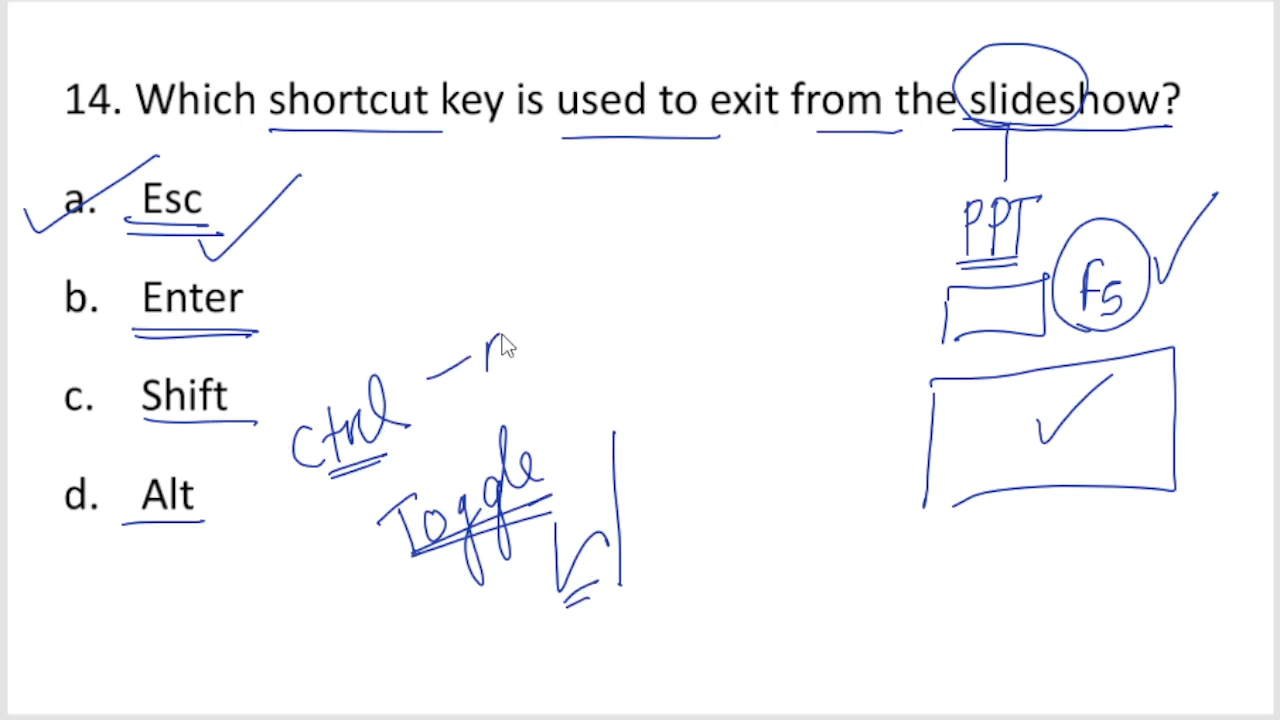 14. Which shortcut key is used to exit from the slideshow?
a. Esc
b. Enter
c. Shift
d. Alt
PPT
f5
Ctrl
Toggle